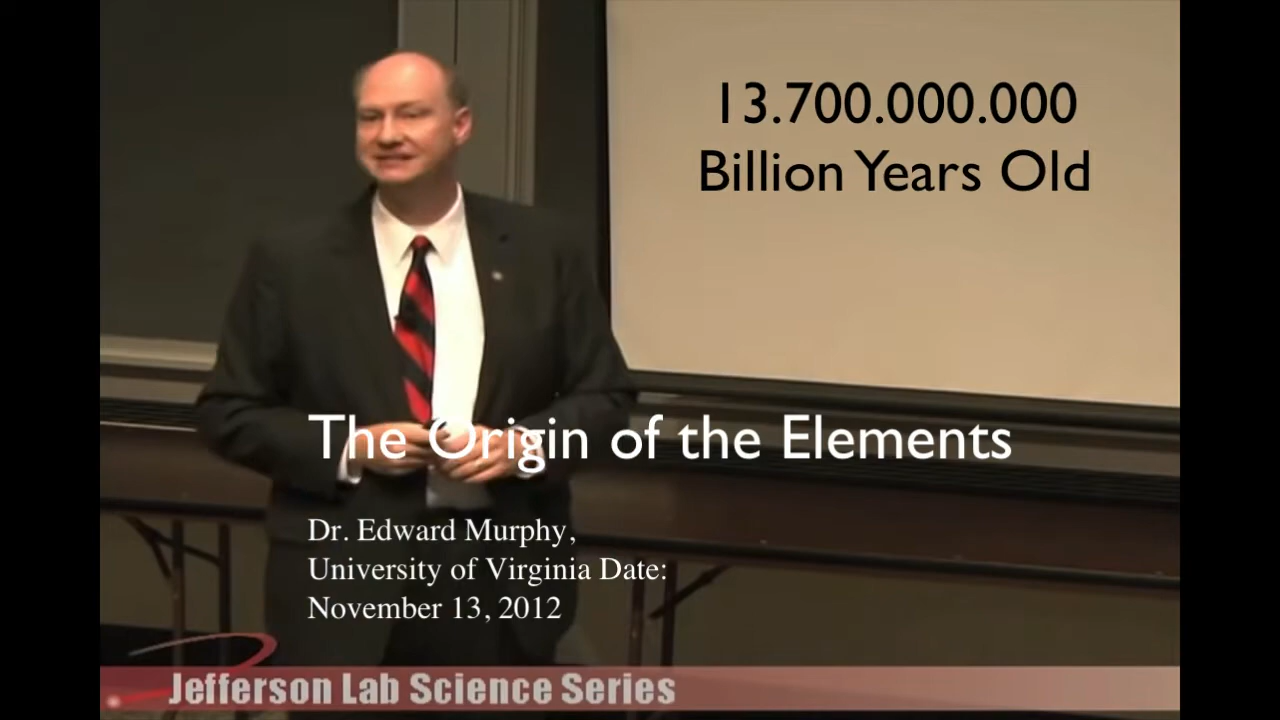 13.700.000.000
Billion Years Old
The Origin of the Elements
Dr. Edward Murphy,
University of Virginia Date:
November 13, 2012
Jefferson Lab Science Series